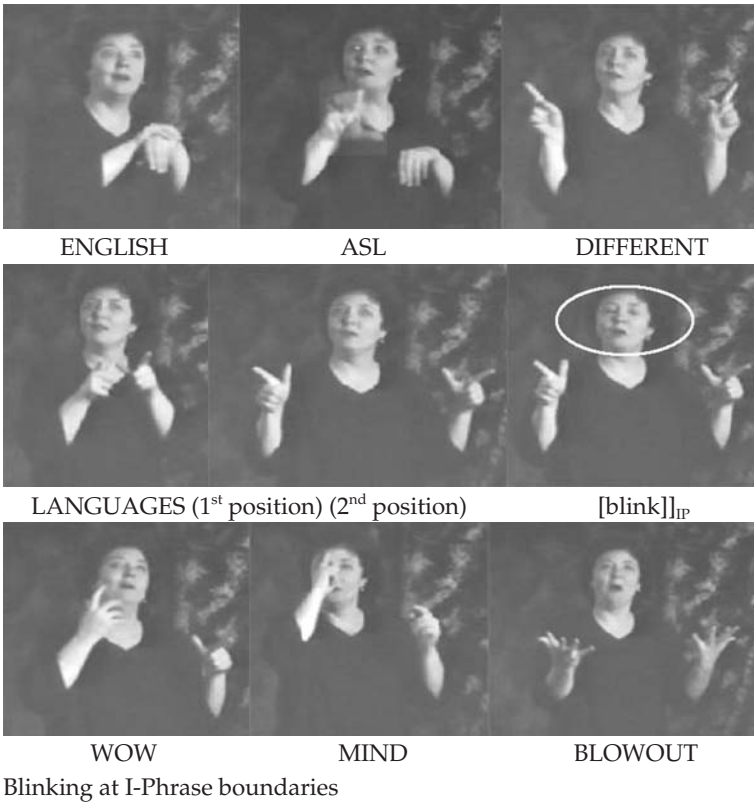 ENGLISH ASL DIFFERENT
LANGUAGES (1st position) (2nd position) [blink]]IP
WOW MIND BLOWOUT
Blinking at I-Phrase boundaries